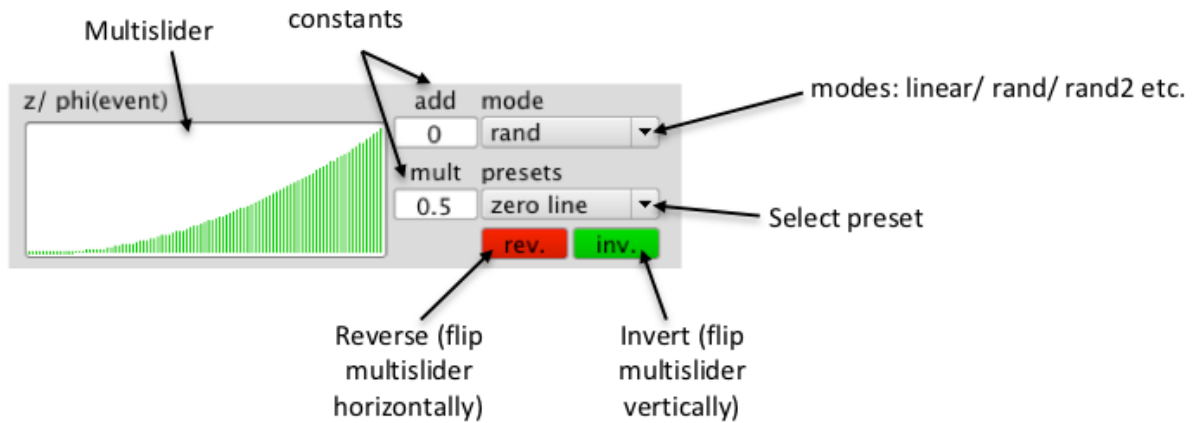 constants
Multislider
z/ phi(event)
add
mode
modes: linear/ rand/ rand2 etc.
0
rand
mult
presets
0.5
zero line
Select preset
rev.
inv.
Reverse (flip
multislider
horizontally)
Invert (flip
multislider
vertically)